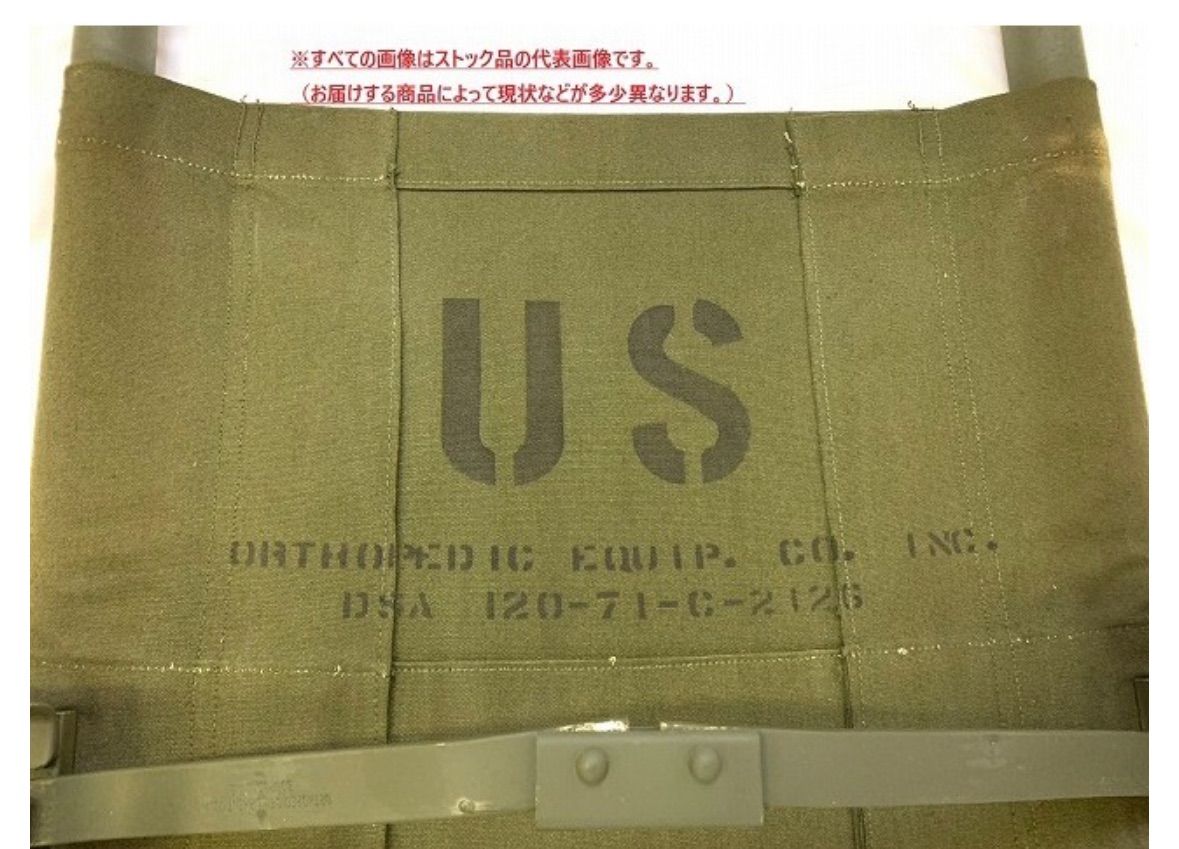 ※すべての画像はストック品の代表画像です。
（お届けする商品によって現状などが多少異なります。）
US
ORTHOPEDIC EQUIP. CO. INC.
DSA 120-71-C-2126